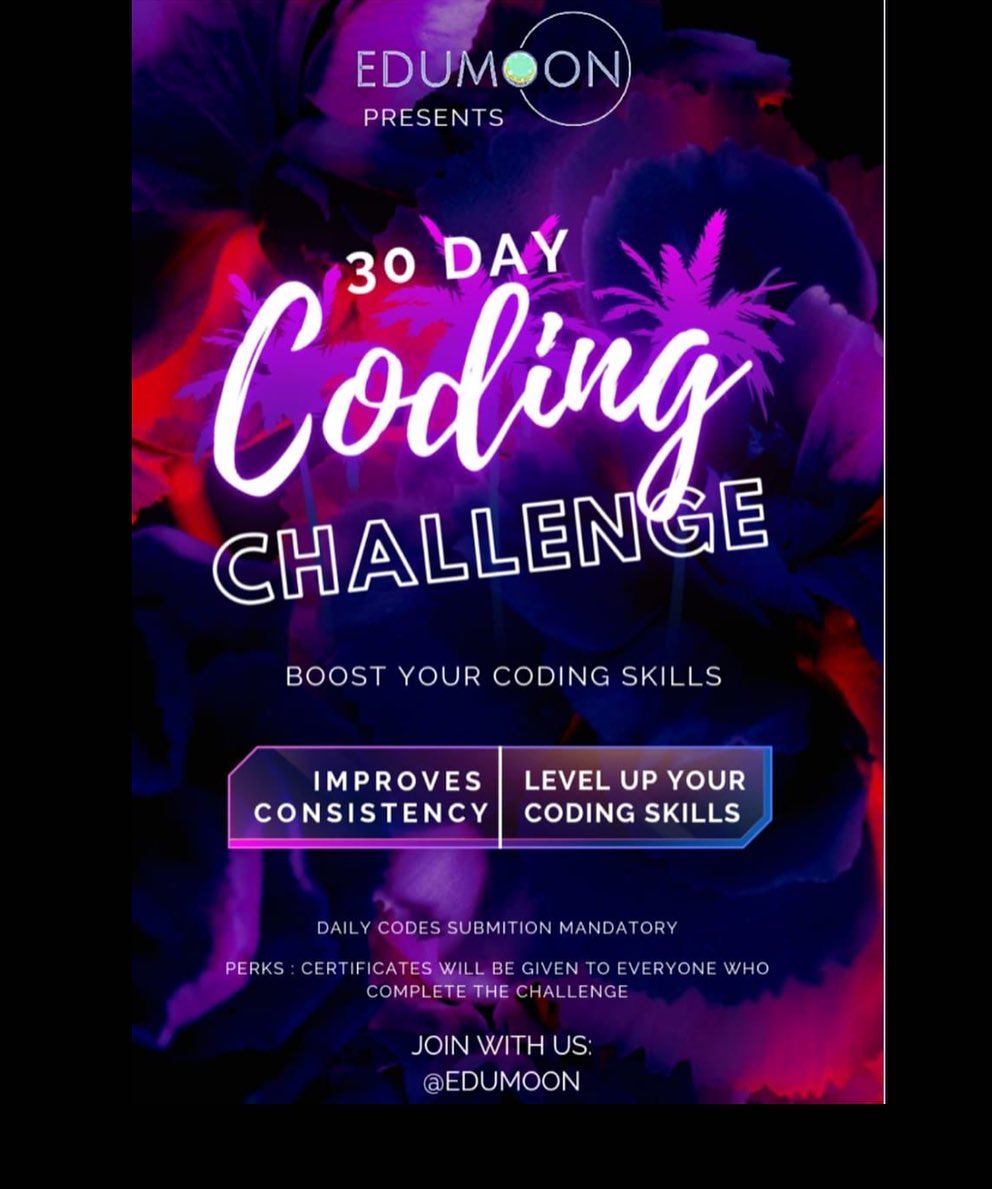 EDUMOON
PRESENTS
30 DAY
Coding
CHALLENGE
BOOST YOUR CODING SKILLS
IMPROVES
CONSISTENCY
LEVEL UP YOUR
CODING SKILLS
DAILY CODES SUBMITION MANDATORY
PERKS : CERTIFICATES WILL BE GIVEN TO EVERYONE WHO
COMPLETE THE CHALLENGE
JOIN WITH US:
@EDUMOON